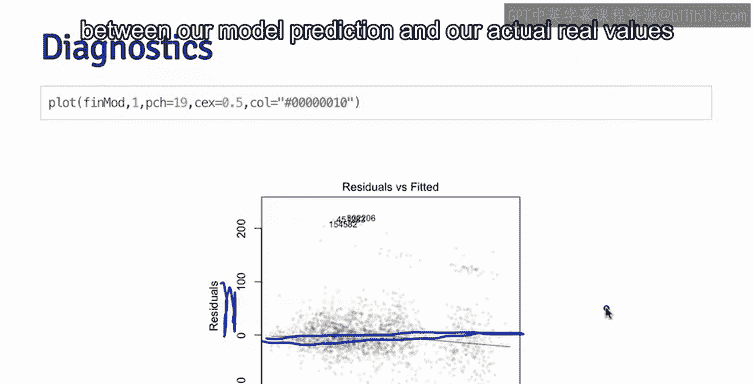 between our model prediction and our actual real values
Diagnostics
plot(finMod,1,pch=19,cex=0.5,col="#00000010")
Residuals vs Fitted
200
154582
100
Residuals
0